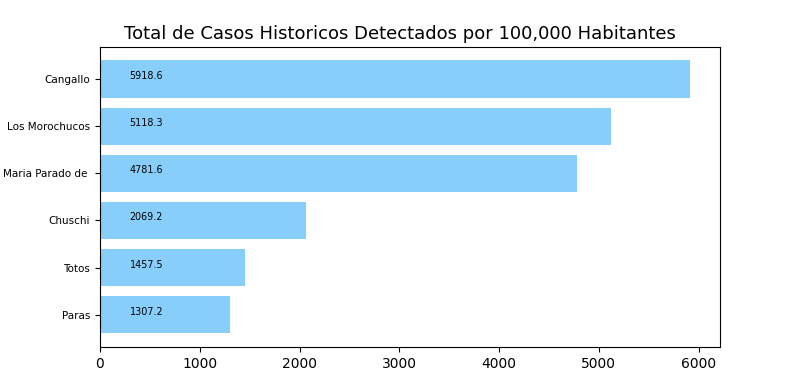 Total de Casos Historicos Detectados por 100,000 Habitantes
Cangallo 5918.6
Los Morochucos 5118.3
Maria Parado de 4781.6
Chuschi 2069.2
Totos 1457.5
Paras 1307.2
0 1000 2000 3000 4000 5000 6000